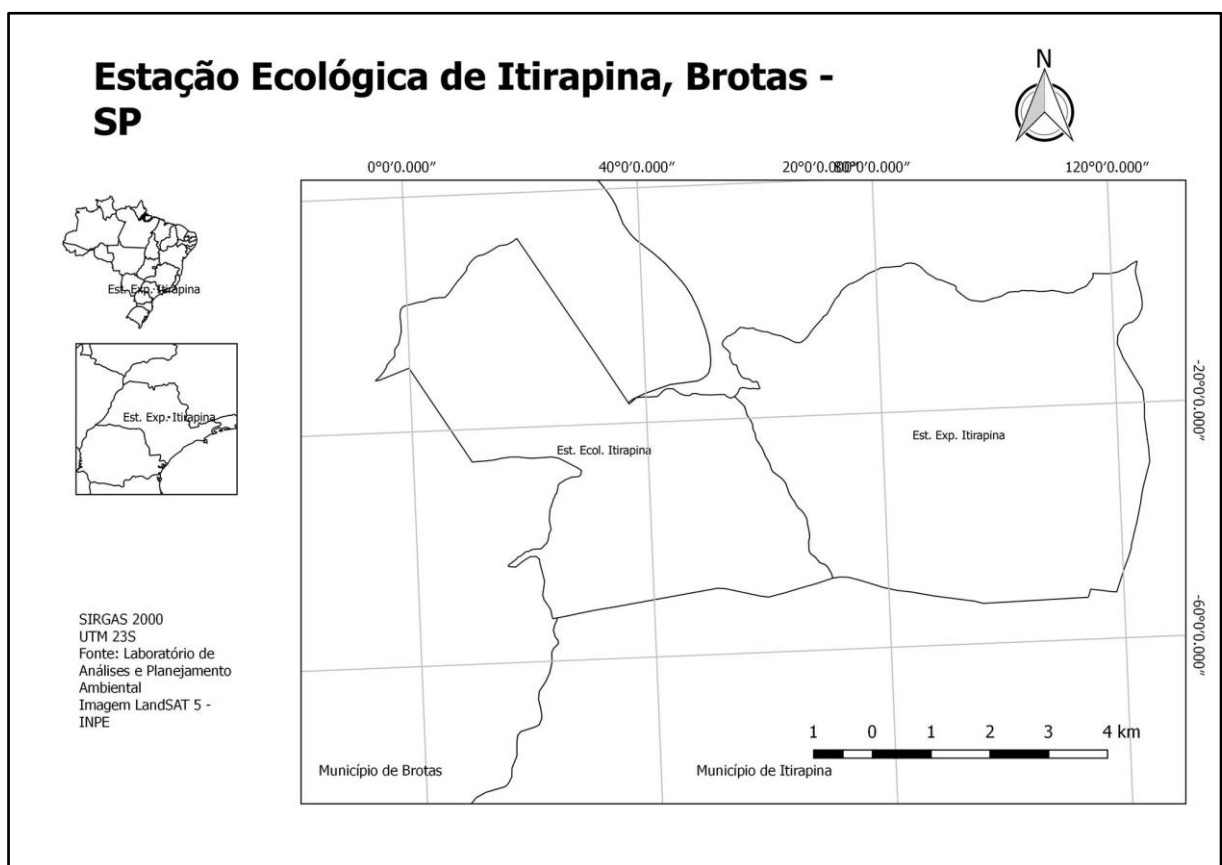 Estação Ecológica de Itirapina, Brotas -
SP
N
0°0'0.000"
40°0'0.000"
20°0'0.000"
80°0'0.000"
120°0'0.000"
Est. Exp. Itirapina
Est. Exp. Itirapina
Est. Ecol. Itirapina
Est. Exp. Itirapina
-20°0'0.000"
-60°0'0.000"
SIRGAS 2000
UTM 23S
Fonte: Laboratório de
Análises e Planejamento
Ambiental
Imagem LandSAT 5 -
INPE
1 0 1 2 3 4 km
Município de Brotas
Município de Itirapina